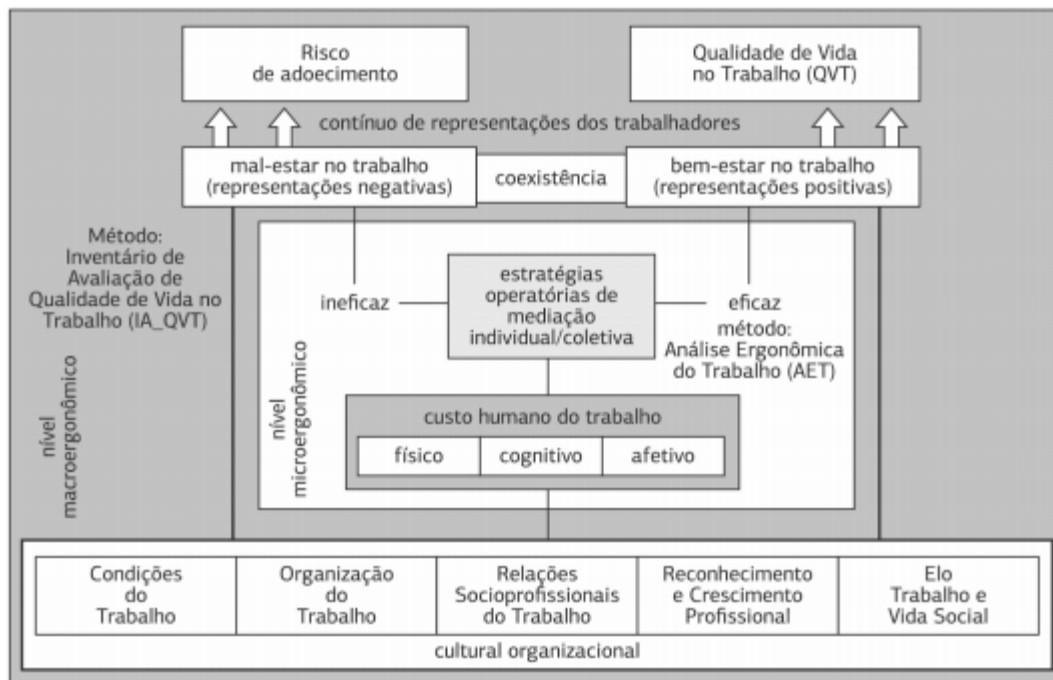 Risco
de adoecimento
Qualidade de Vida
no Trabalho (QVT)
contínuo de representações dos trabalhadores
mal-estar no trabalho
(representações negativas)
coexistência
bem-estar no trabalho
(representações positivas)
Método:
Inventário de
Avaliação de
Qualidade de Vida no
Trabalho (IA_QVT)
ineficaz
estratégias
operatórias de
mediação
individual/coletiva
eficaz
método:
Análise Ergonômica
do Trabalho (AET)
nível
macroergonômico
nível
microergonômico
custo humano do trabalho
físico
cognitivo
afetivo
Condições
do
Trabalho
Organização
do
Trabalho
Relações
Socioprofissionais
do Trabalho
Reconhecimento
e Crescimento
Profissional
Elo
Trabalho e
Vida Social
cultural organizacional